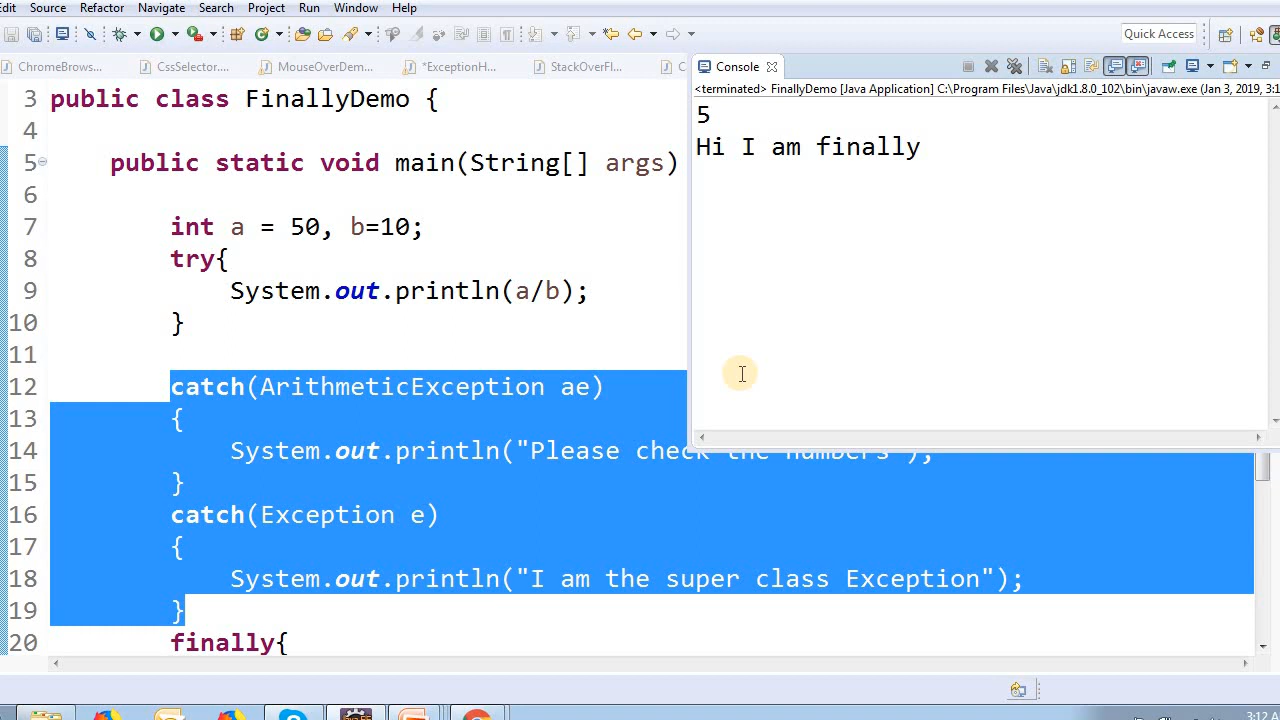 Edit Source Refactor Navigate Search Project Run Window Help
Quick Access
ChromeBrows... CssSelector.... MouseOverDem... *ExceptionH... StackOverFl...
Console
<terminated> FinallyDemo [Java Application] C:\Program Files\Java\jdk1.8.0_102\bin\javaw.exe (Jan 3, 2019, 3:1
5
Hi I am finally
3 public class FinallyDemo {
4
5 public static void main(String[] args)
6
7 int a = 50, b=10;
8 try{
9 System.out.println(a/b);
10 }
11
12 catch(ArithmeticException ae)
13 {
14 System.out.println("Please check the numbers");
15 }
16 catch(Exception e)
17 {
18 System.out.println("I am the super class Exception");
19 }
20 finally{
3:12 A